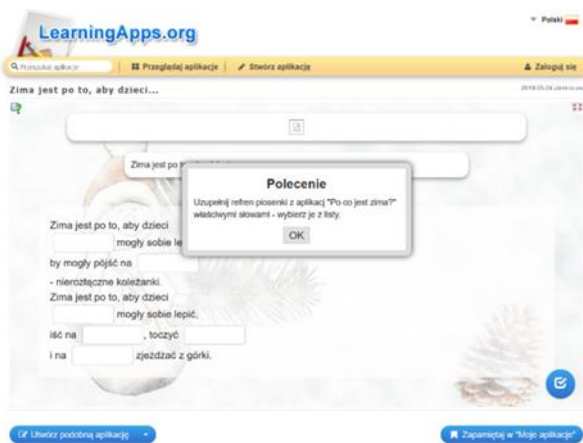 Polski
LearningApps.org
Przeszukaj aplikacje
Przeglądaj aplikacje
Stwórz aplikację
Zaloguj się
Zima jest po to, aby dzieci...
Zima jest po
Polecenie
Uzupełnij refren piosenki z aplikacj "Po co jest zima?"
właściwymi słowami - wybierz je z listy.
OK
Zima jest po to, aby dzieci
mogły sobie le
by mogły pójść na
- nierozłączne koleżanki.
Zima jest po to, aby dzieci
mogły sobie lepić,
iść na , toczyć
i na zjeżdżać z górki.
Utwórz podobną aplikację
Zapamiętaj w "Moje aplikacje"